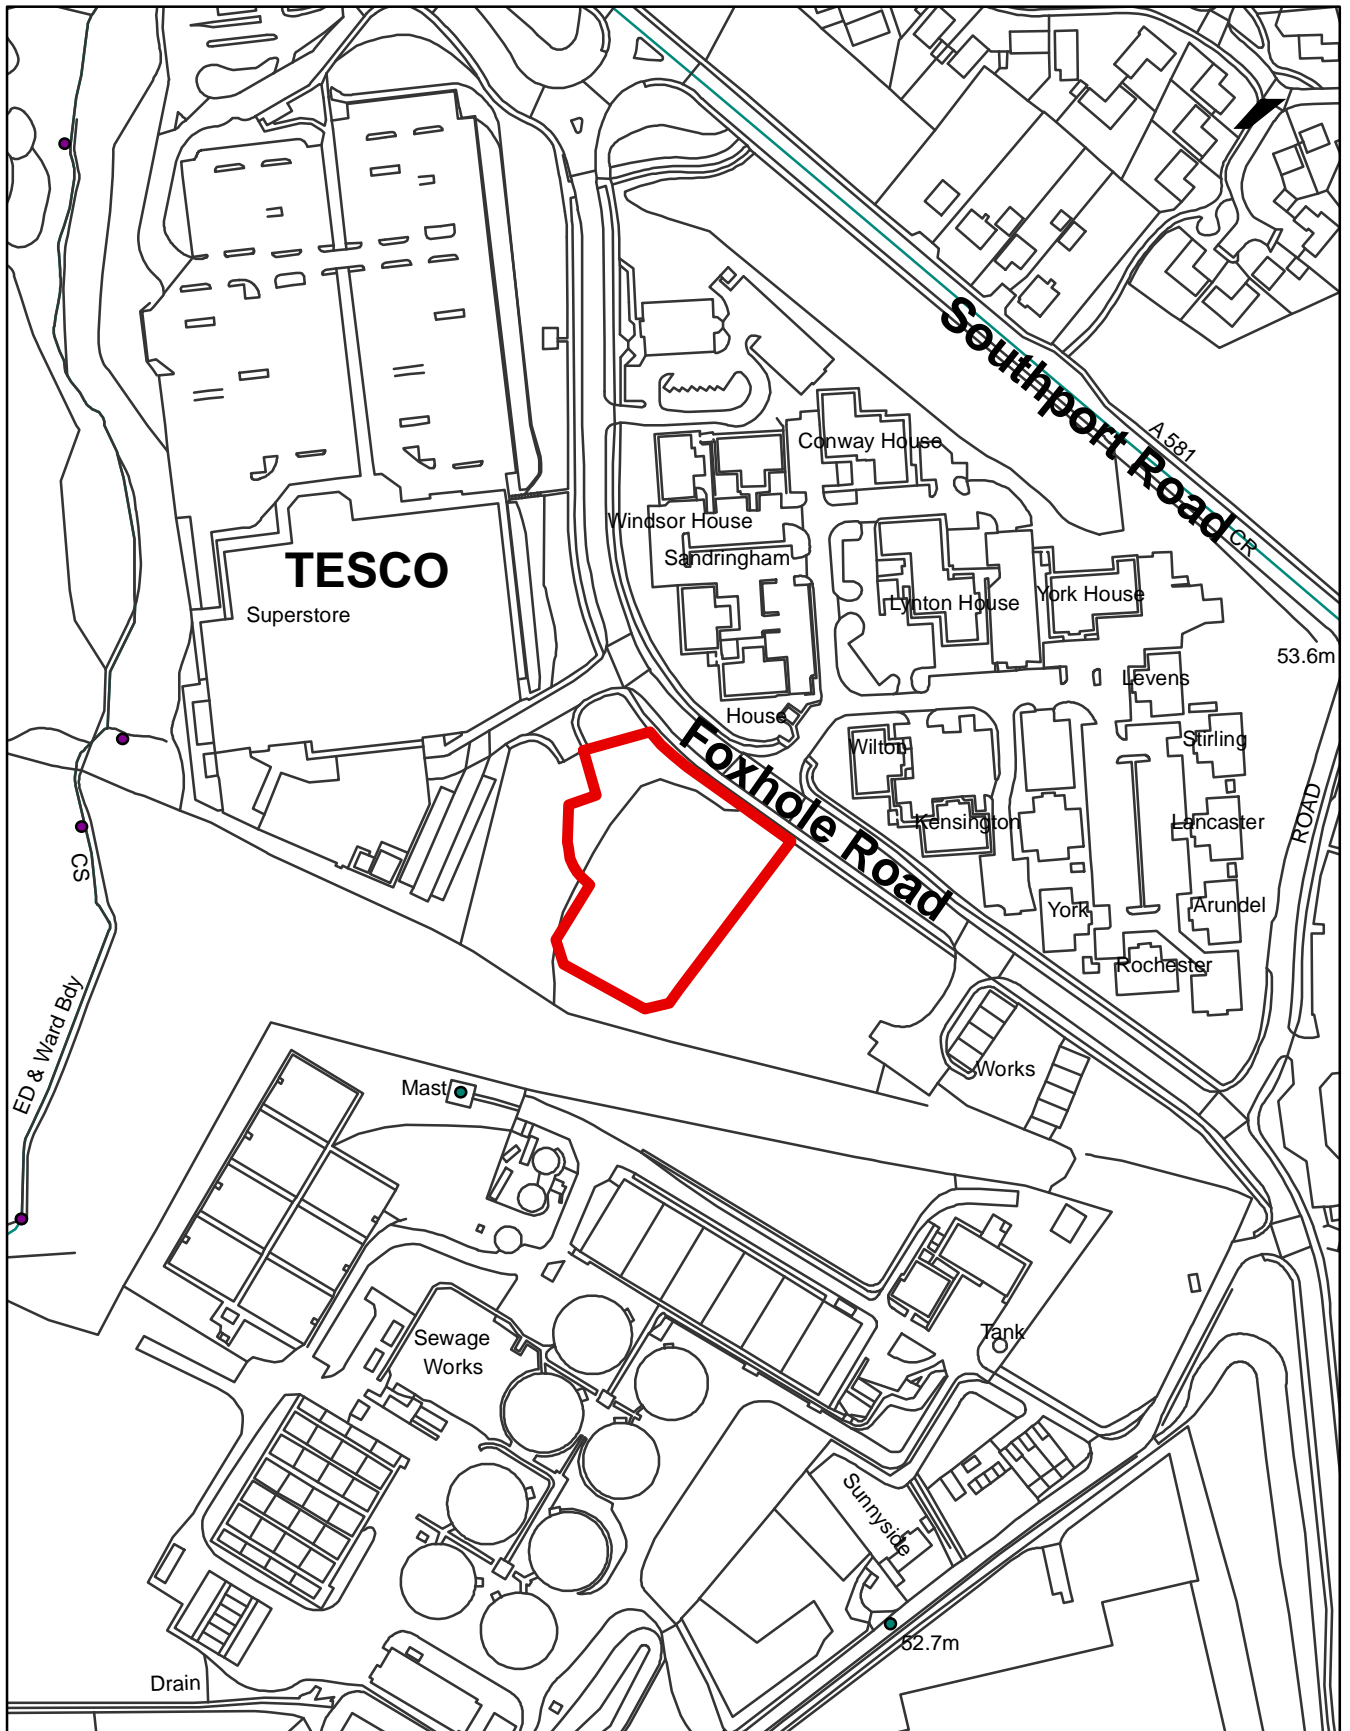 Southport Road
A 581
CR
Conway House
Windsor House
Sandringham
TESCO
Superstore
Lynton House
York House
53.6m
Levens
House
Foxhole Road
Wilton
Stirling
Kensington
Lancaster
ROAD
CS
York
Arundel
Rochester
ED & Ward Bdy
Works
Mast
Sewage
Works
Tank
Sunnyside
52.7m
Drain